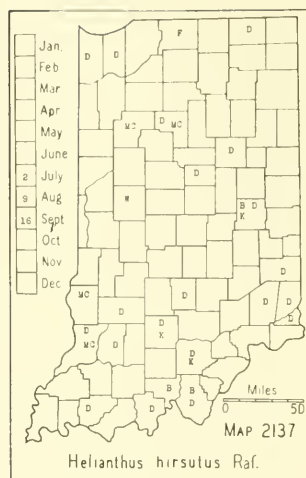 Jan.
Feb
Mar
Apr
May
June
2 July
9 Aug
16 Sept
Oct
Nov
Dec
D D F D
MC D MC
D
D
W
B D
K
D
MC D D D
D
D D
MC D K
X
D
K
B B
D D D
Miles
0 50
MAP 2137
Helianthus hirsutus Raf.